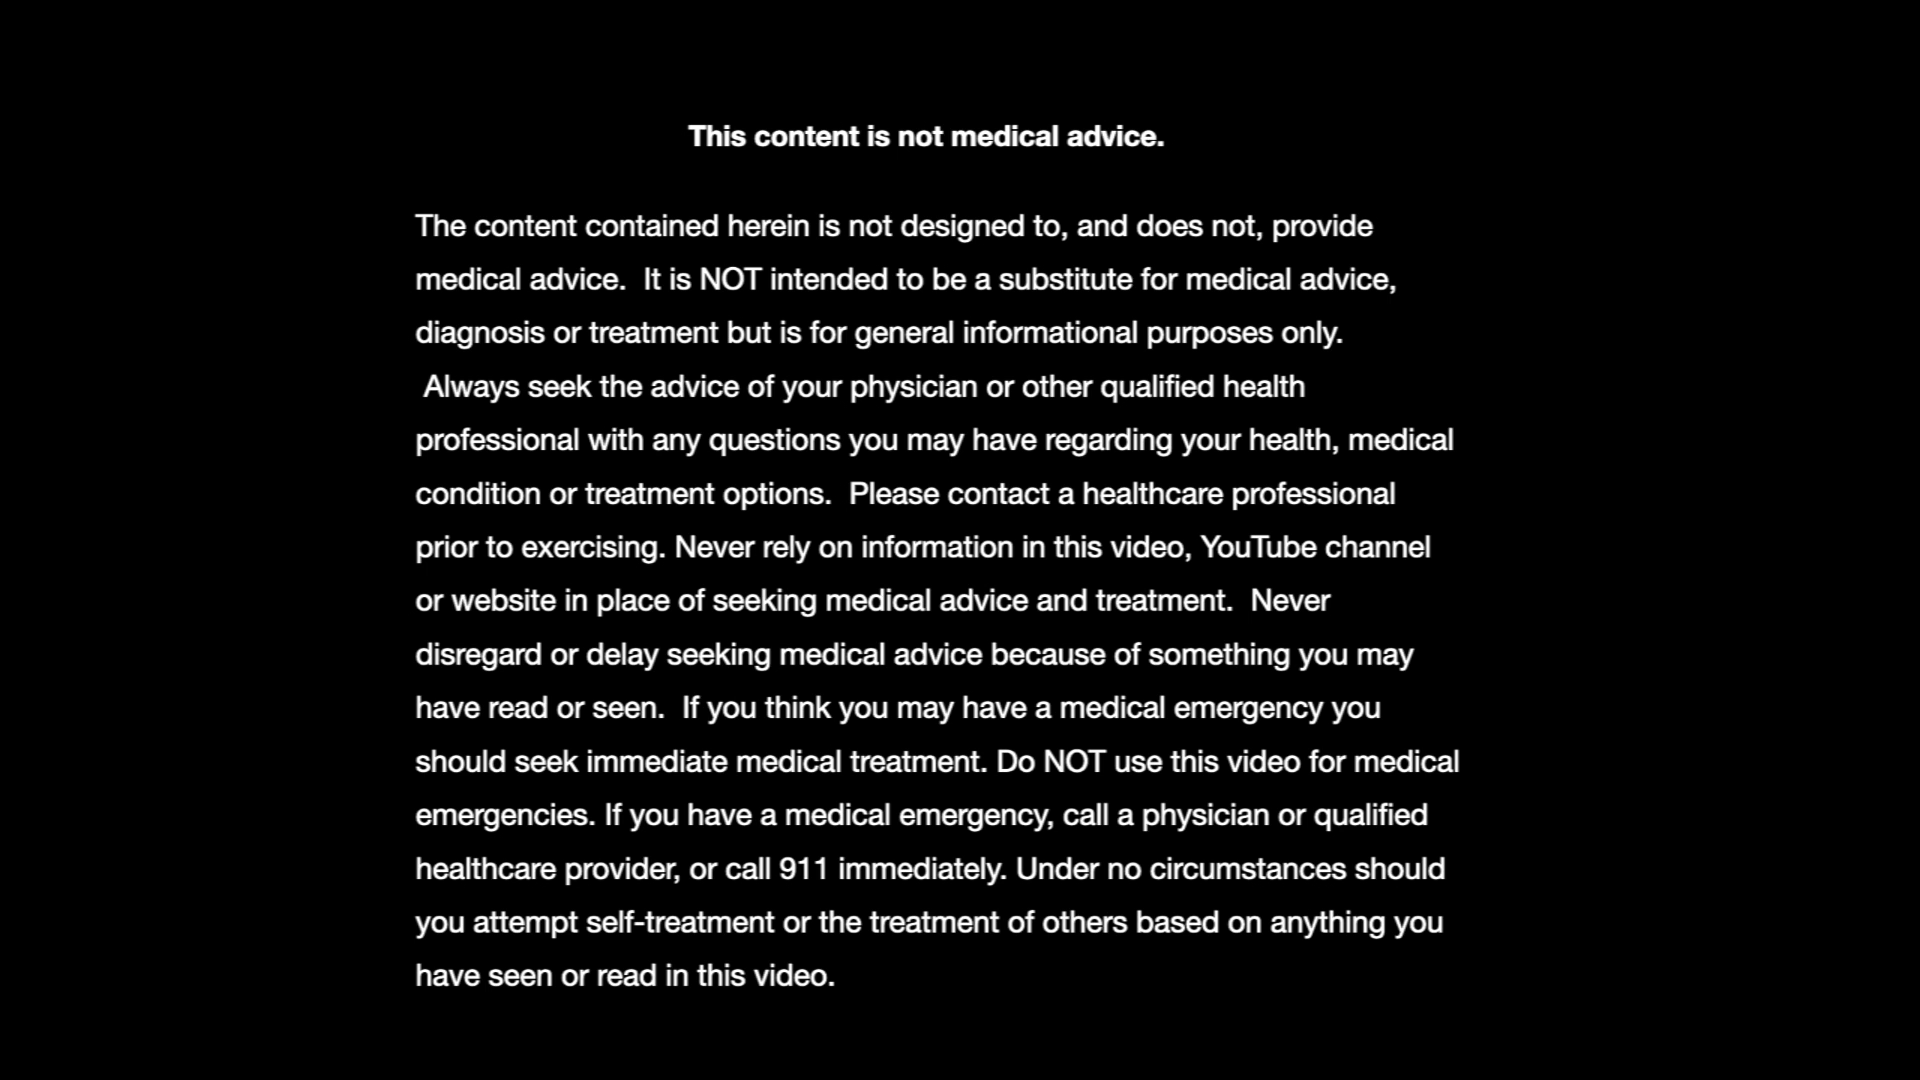 This content is not medical advice.
The content contained herein is not designed to, and does not, provide
medical advice.  It is NOT intended to be a substitute for medical advice,
diagnosis or treatment but is for general informational purposes only.
Always seek the advice of your physician or other qualified health
professional with any questions you may have regarding your health, medical
condition or treatment options.  Please contact a healthcare professional
prior to exercising. Never rely on information in this video, YouTube channel
or website in place of seeking medical advice and treatment.  Never
disregard or delay seeking medical advice because of something you may
have read or seen.  If you think you may have a medical emergency you
should seek immediate medical treatment. Do NOT use this video for medical
emergencies. If you have a medical emergency, call a physician or qualified
healthcare provider, or call 911 immediately. Under no circumstances should
you attempt self-treatment or the treatment of others based on anything you
have seen or read in this video.